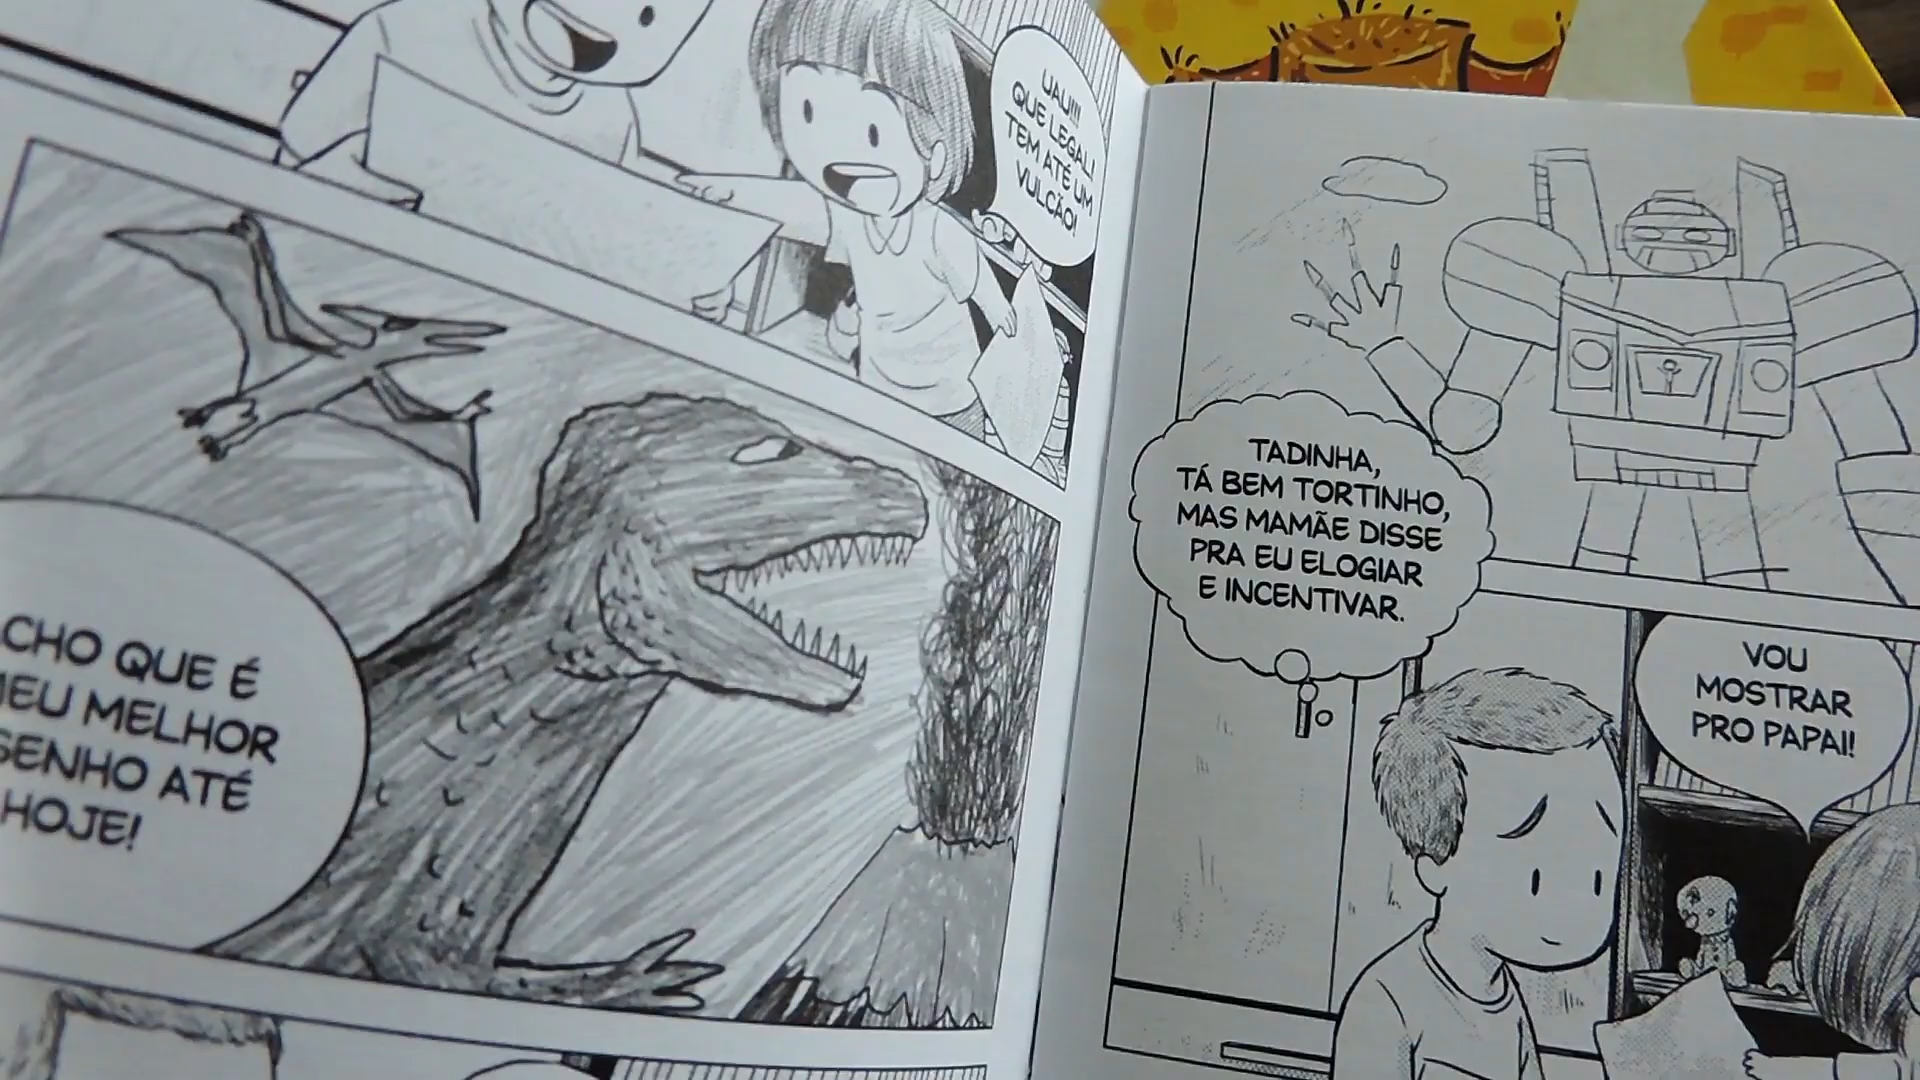 UAU!!!
QUE LEGAL!
TEM ATÉ UM
VULCÃO!
CHO QUE É
MEU MELHOR
SENHO ATÉ
HOJE!
TADINHA,
TÁ BEM TORTINHO,
MAS MAMÃE DISSE
PRA EU ELOGIAR
E INCENTIVAR.
VOU
MOSTRAR
PRO PAPAI!